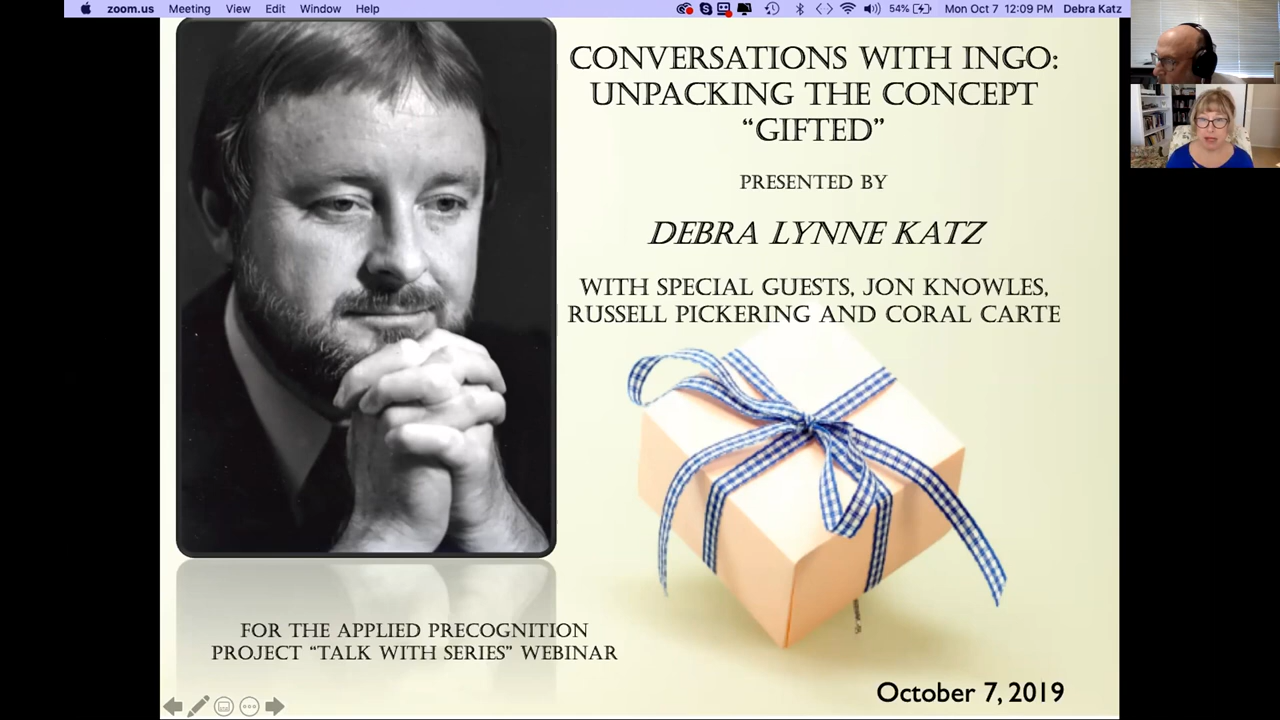 zoom.us Meeting View Edit Window Help 54% Mon Oct 7 12:09 PM Debra Katz
CONVERSATIONS WITH INGO:
UNPACKING THE CONCEPT
“GIFTED”
PRESENTED BY
DEBRA LYNNE KATZ
WITH SPECIAL GUESTS, JON KNOWLES,
RUSSELL PICKERING AND CORAL CARTE
FOR THE APPLIED PRECOGNITION
PROJECT “TALK WITH SERIES” WEBINAR
October 7, 2019